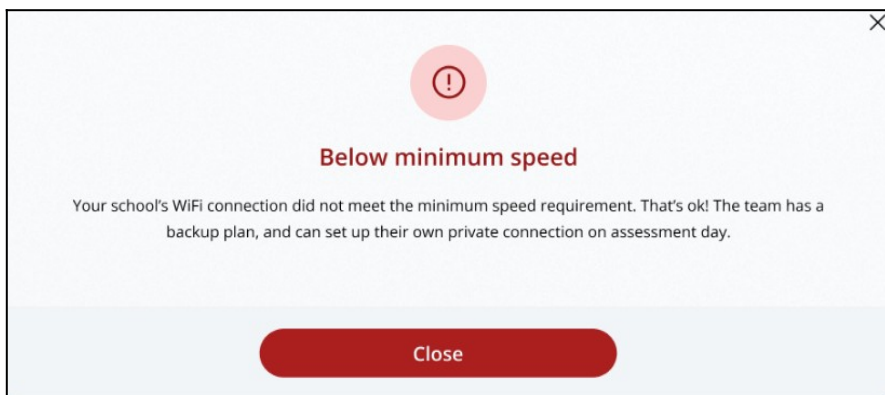 Below minimum speed
Your school’s WiFi connection did not meet the minimum speed requirement. That’s ok! The team has a
backup plan, and can set up their own private connection on assessment day.
Close